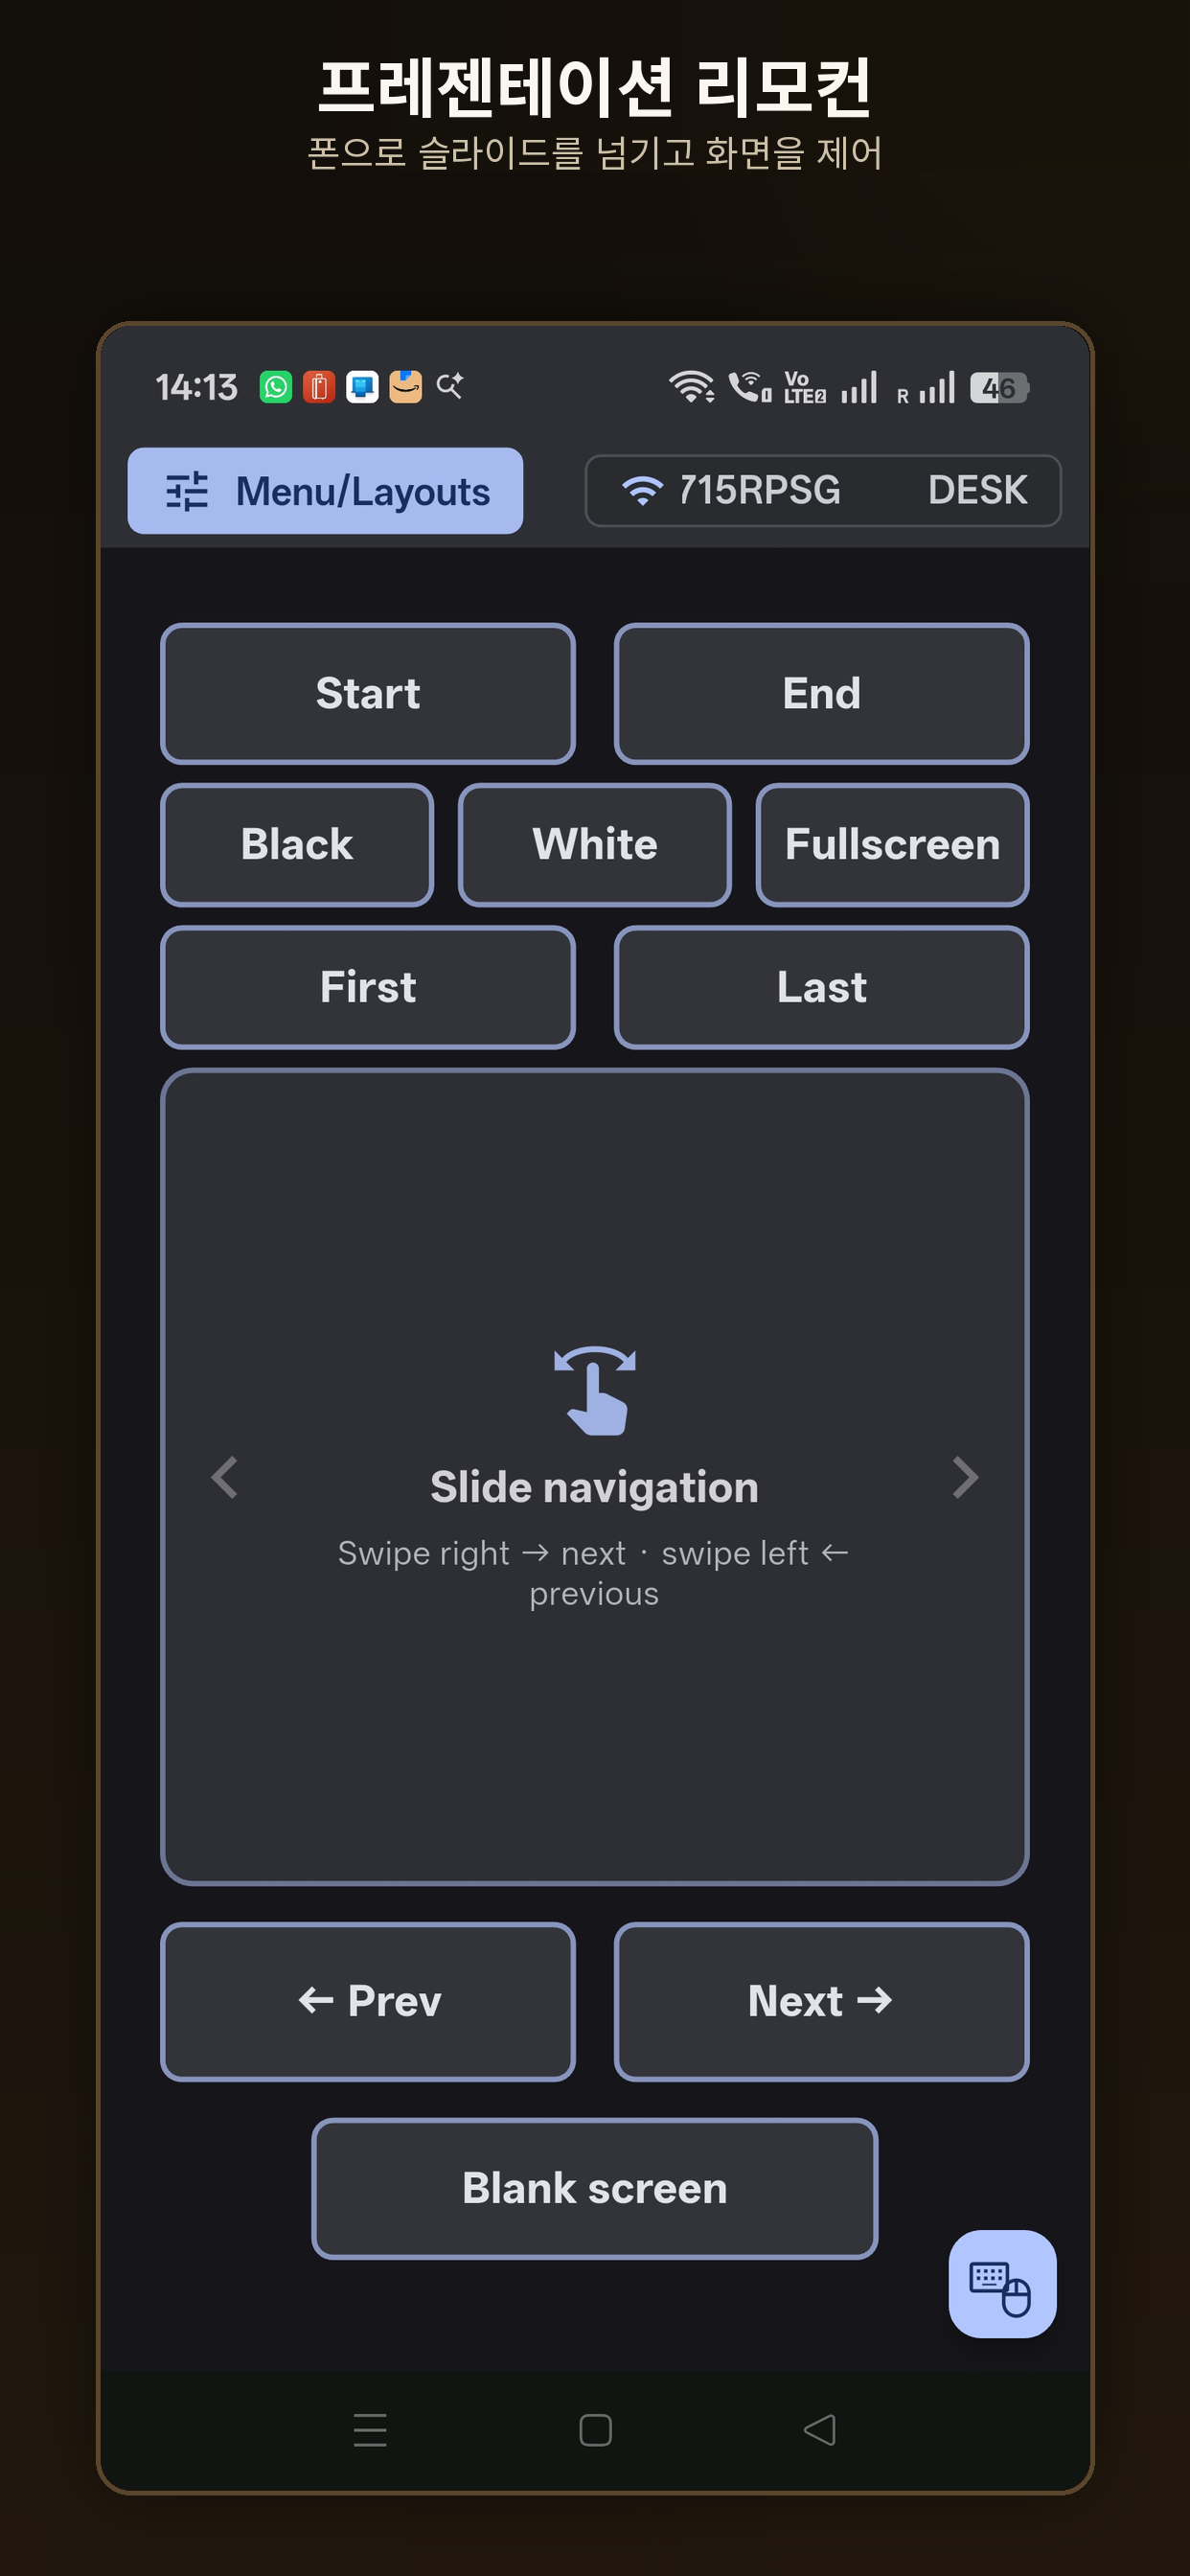 프레젠테이션 리모컨
폰으로 슬라이드를 넘기고 화면을 제어
14:13 Vo LTE2 R 46
Menu/Layouts 715RPSG DESK
Start End
Black White Fullscreen
First Last
Slide navigation
Swipe right → next · swipe left ←
previous
← Prev Next →
Blank screen